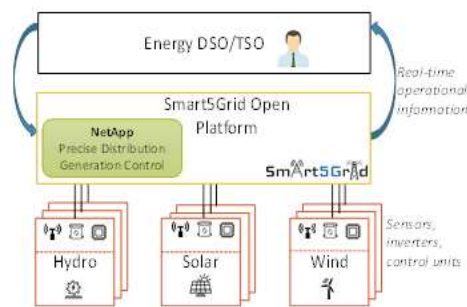 Energy DSO/TSO
Real-time
operational
information
Smart5Grid Open
Platform
NetApp
Precise Distribution
Generation Control
Smart5Grid
Sensors,
inverters,
control units
Hydro
Solar
Wind